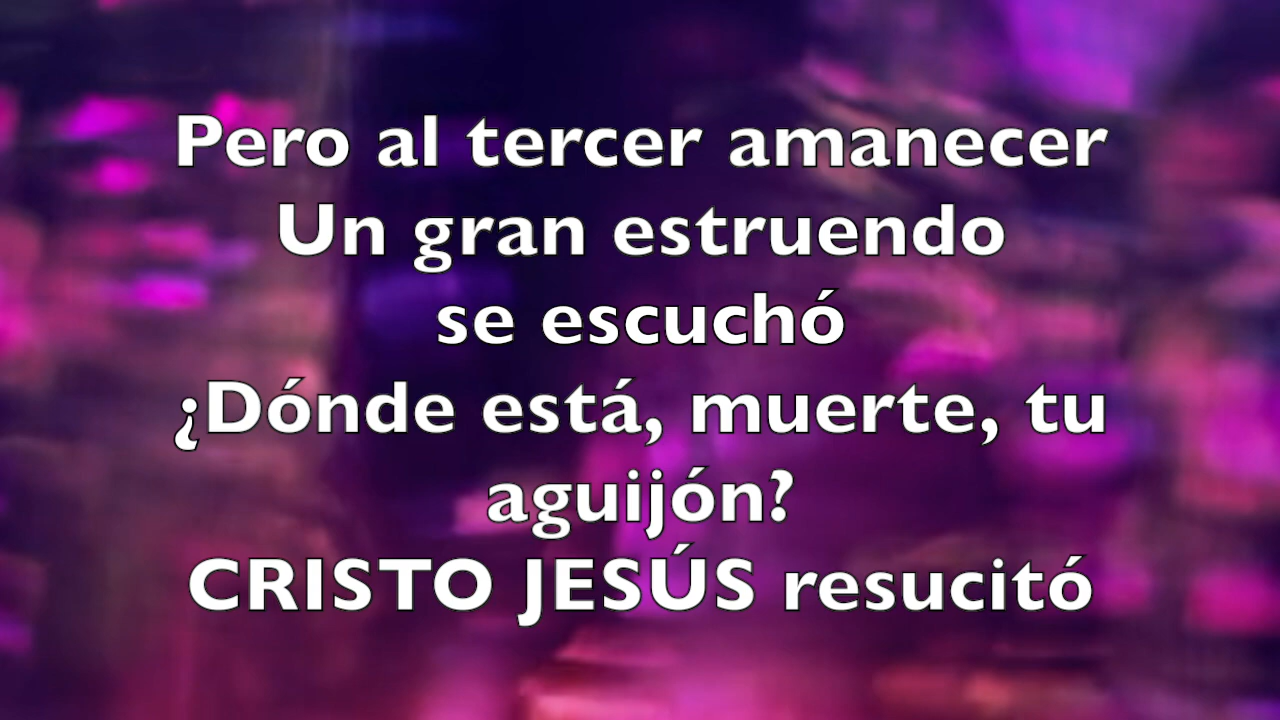 Pero al tercer amanecer
Un gran estruendo
se escuchó
¿Dónde está, muerte, tu
aguijón?
CRISTO JESÚS resucitó